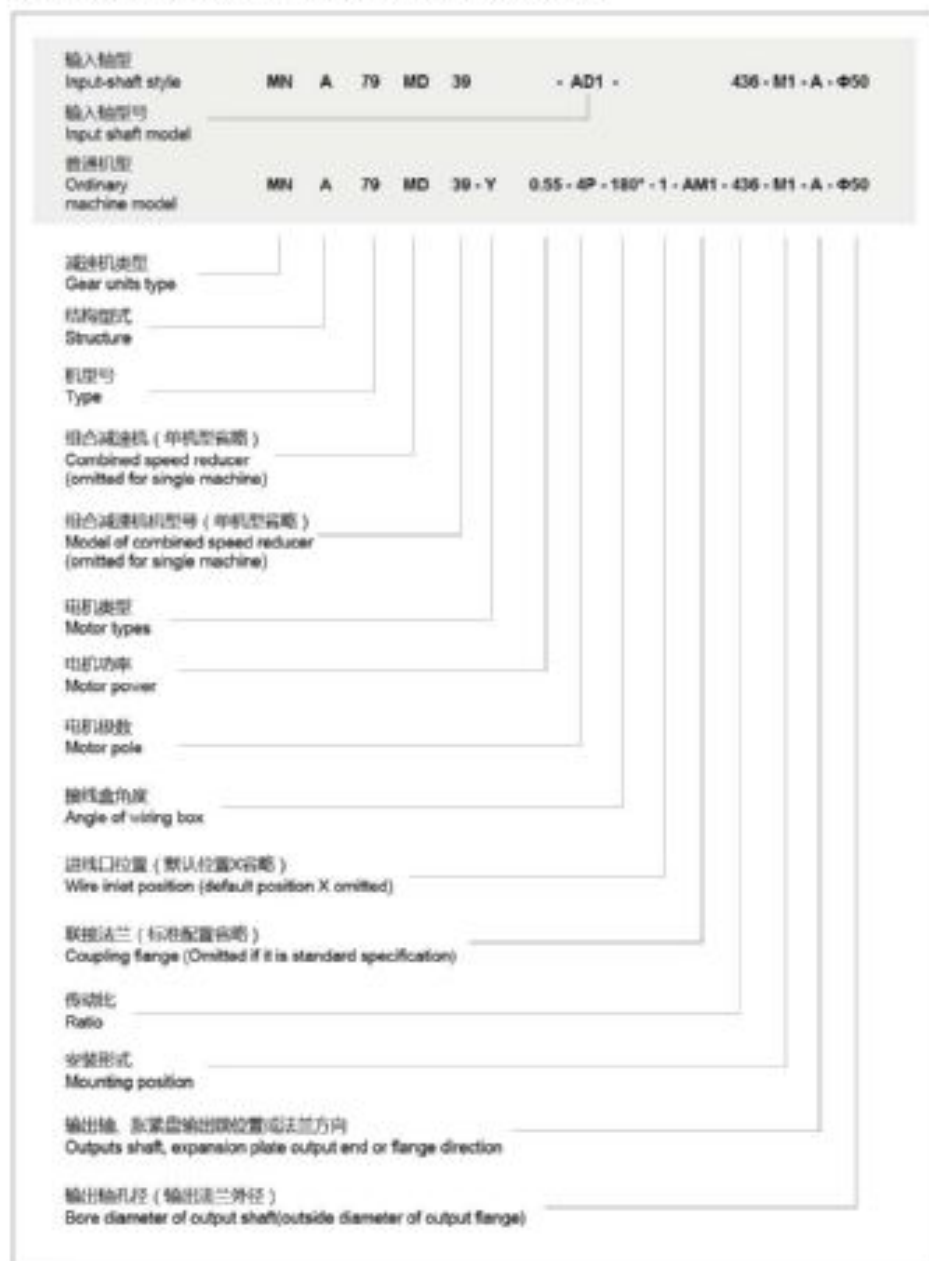 输入轴型
Input-shaft style MN A 79 MD 39 - AD1 - 436 - M1 - A - Φ50
输入轴型号
Input shaft model
普通机型
Ordinary
machine model MN A 79 MD 39 - Y 0.55 - 4P - 180° - 1 - AM1 - 436 - M1 - A - Φ50
减速机类型
Gear units type
结构型式
Structure
机型号
Type
组合减速机（单机型省略）
Combined speed reducer
(omitted for single machine)
组合减速机机型号（单机型省略）
Model of combined speed reducer
(omitted for single machine)
电机类型
Motor types
电机功率
Motor power
电机极数
Motor pole
接线盒角度
Angle of wiring box
进线口位置（默认位置X省略）
Wire inlet position (default position X omitted)
联接法兰（标准配置省略）
Coupling flange (Omitted if it is standard specification)
传动比
Ratio
安装形式
Mounting position
输出轴、胀紧盘输出端位置或法兰方向
Outputs shaft, expansion plate output end or flange direction
输出轴孔径（输出法兰外径）
Bore diameter of output shaft(outside diameter of output flange)